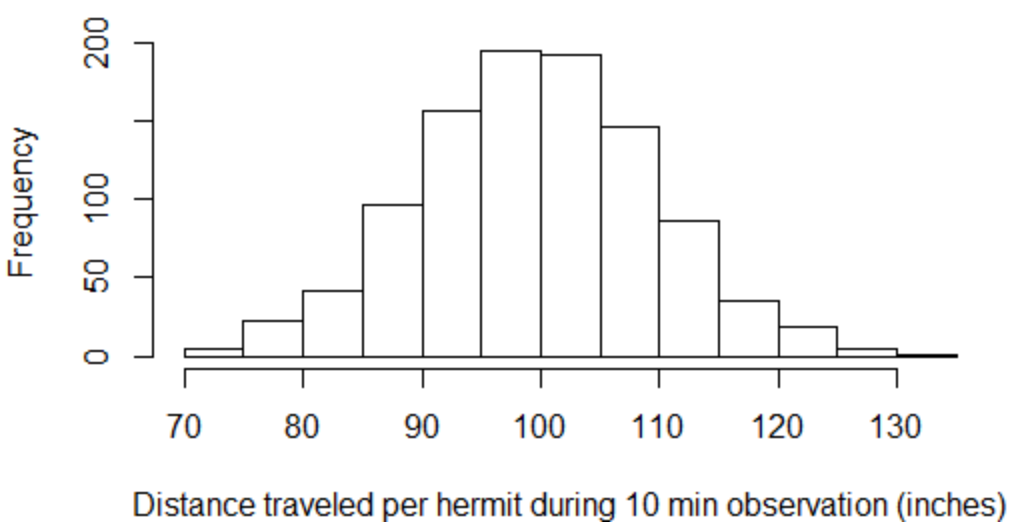 Frequency
200
100
50
0
70 80 90 100 110 120 130
Distance traveled per hermit during 10 min observation (inches)